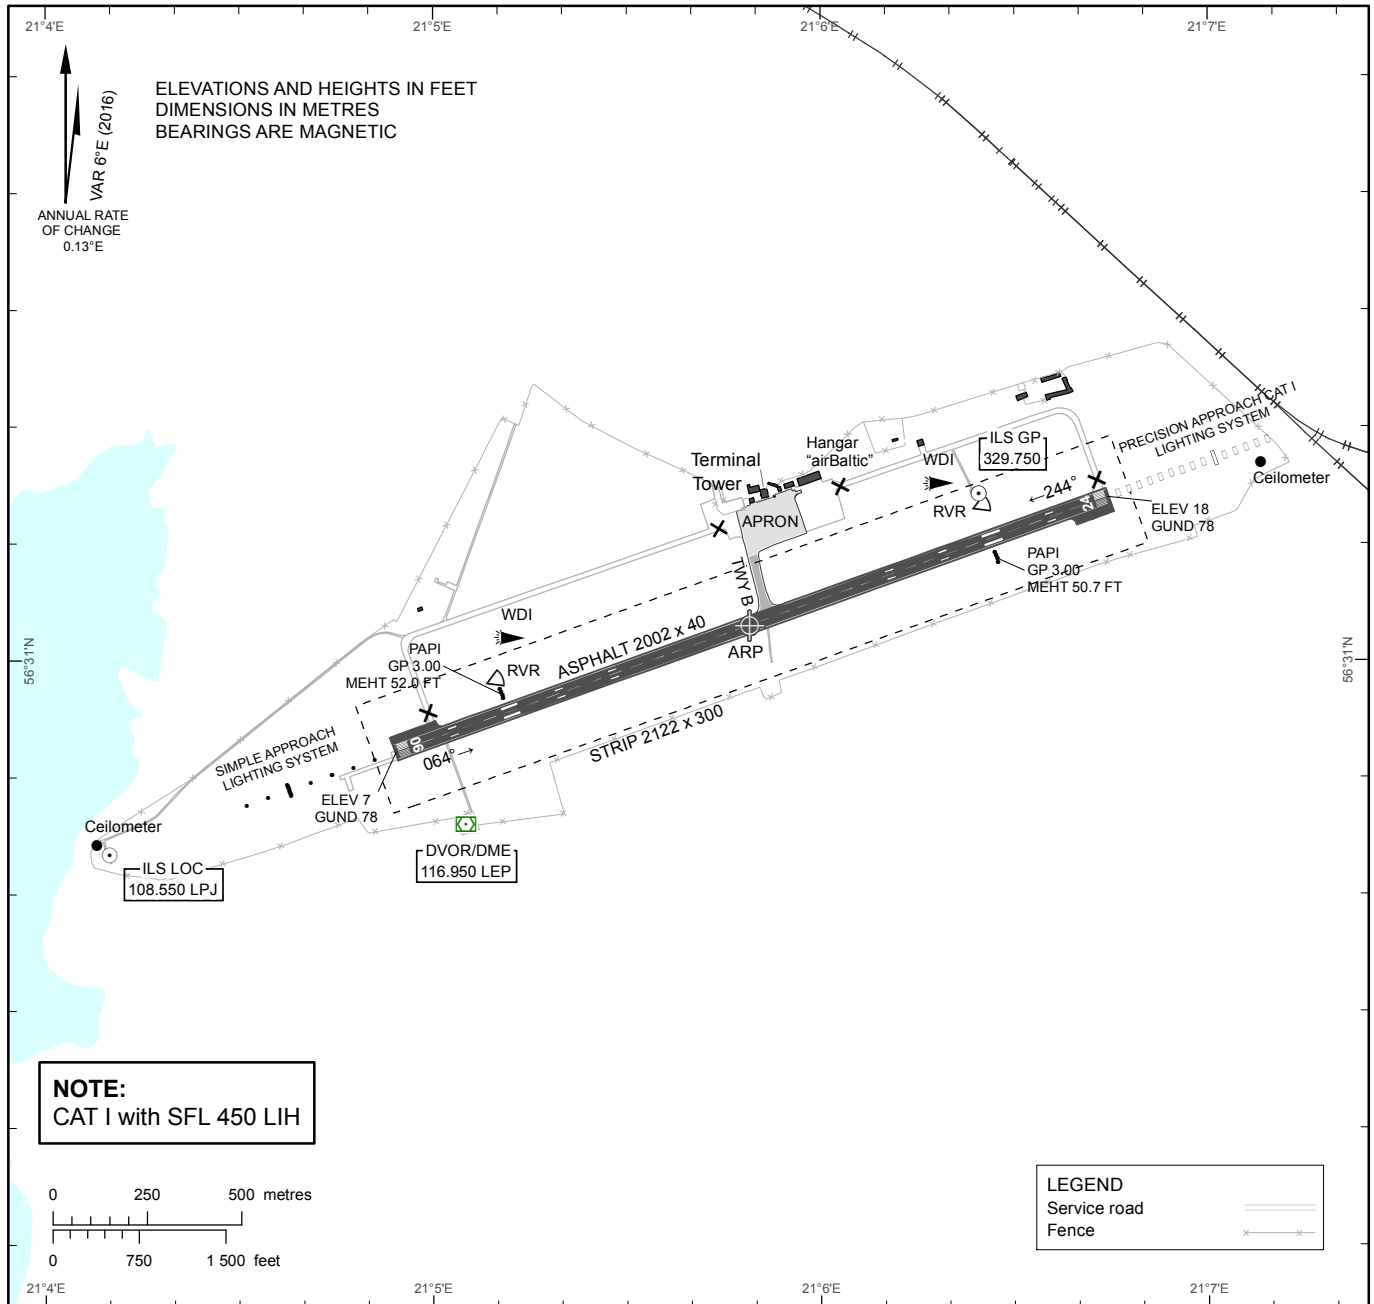 21°4'E
21°5'E
21°6'E
21°7'E
VAR 6°E (2016)
ANNUAL RATE
OF CHANGE
0.13°E
ELEVATIONS AND HEIGHTS IN FEET
DIMENSIONS IN METRES
BEARINGS ARE MAGNETIC
PRECISION APPROACH CAT I
LIGHTING SYSTEM
Ceilometer
Hangar
“airBaltic”
Terminal
Tower
APRON
WDI
ILS GP
329.750
RVR
←244°
24
ELEV 18
GUND 78
PAPI
GP 3.00
MEHT 50.7 FT
TWY B
ARP
ASPHALT 2002 x 40
STRIP 2122 x 300
WDI
RVR
PAPI
GP 3.00
MEHT 52.0 FT
06
064°→
SIMPLE APPROACH
LIGHTING SYSTEM
ELEV 7
GUND 78
Ceilometer
ILS LOC
108.550 LPJ
DVOR/DME
116.950 LEP
56°31'N
56°31'N
NOTE:
CAT I with SFL 450 LIH
0 250 500 metres
0 750 1 500 feet
LEGEND
Service road
Fence
21°4'E
21°5'E
21°6'E
21°7'E